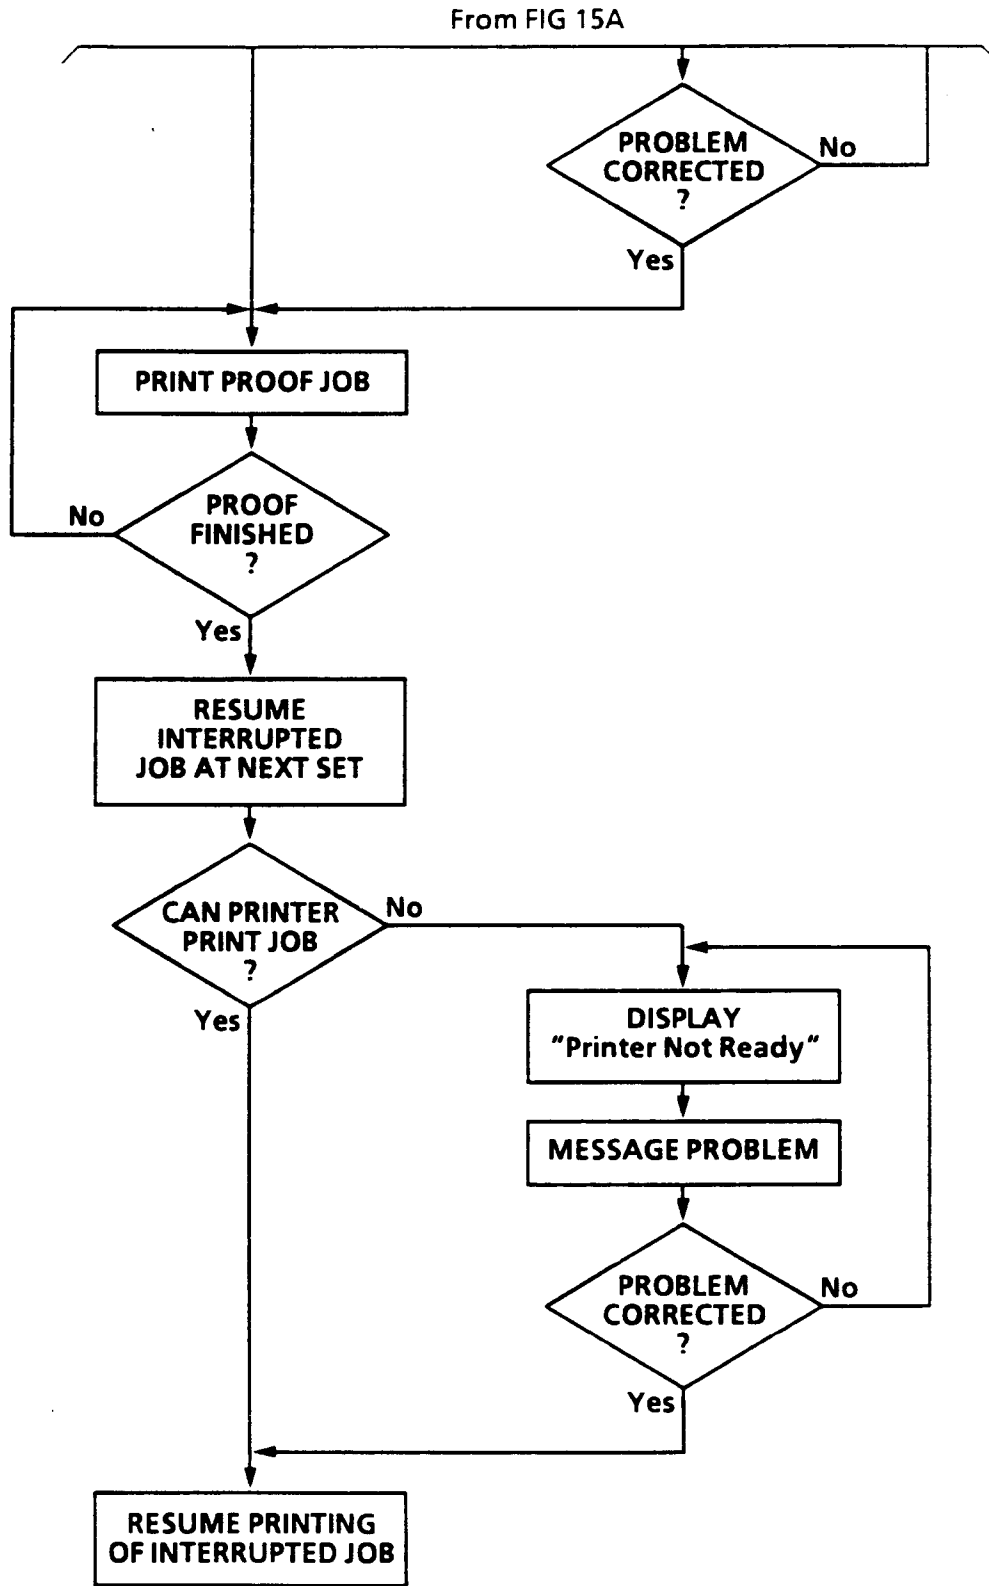 From FIG 15A
PROBLEM
CORRECTED
?
No
Yes
PRINT PROOF JOB
PROOF
FINISHED
?
No
Yes
RESUME
INTERRUPTED
JOB AT NEXT SET
CAN PRINTER
PRINT JOB
?
No
Yes
DISPLAY
"Printer Not Ready"
MESSAGE PROBLEM
PROBLEM
CORRECTED
?
No
Yes
RESUME PRINTING
OF INTERRUPTED JOB